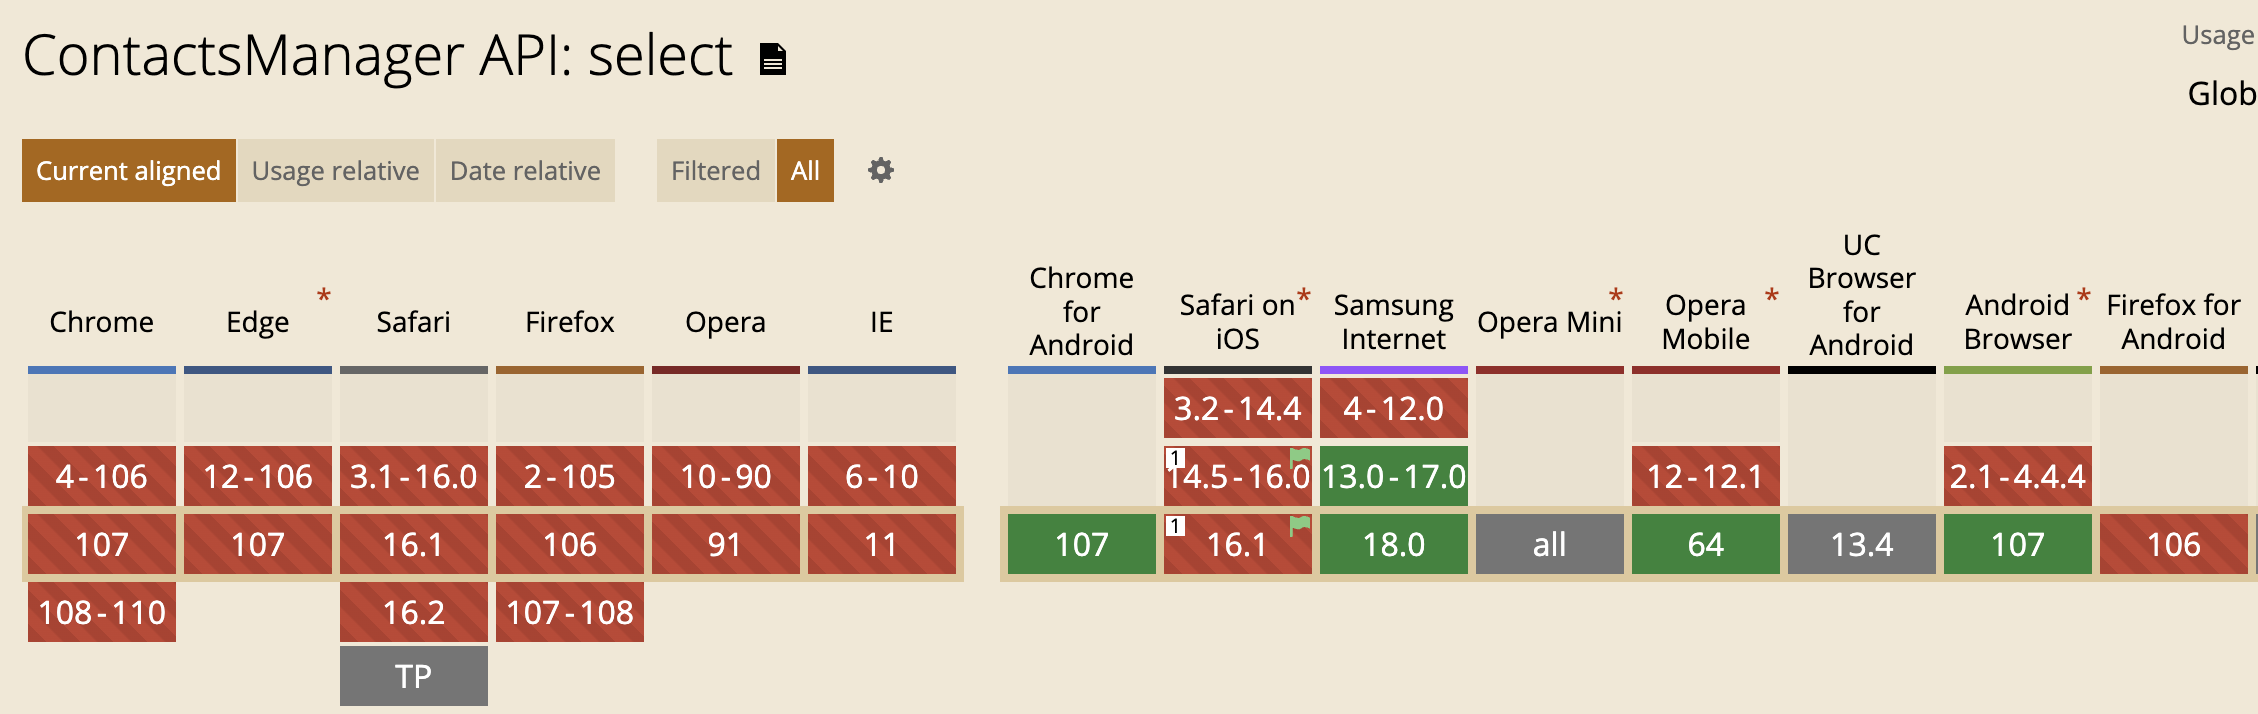 ContactsManager API: select
Usage
Glob
Current aligned Usage relative Date relative Filtered All
Chrome
Edge *
Safari
Firefox
Opera
IE
Chrome
for
Android
Safari on *
iOS
Samsung
Internet
Opera Mini *
Opera *
Mobile
UC
Browser
for
Android
Android *
Browser
Firefox for
Android
3.2-14.4 4-12.0
4-106 12-106 3.1-16.0 2-105 10-90 6-10 1 14.5-16.0 13.0-17.0 12-12.1 2.1-4.4.4
107 107 16.1 106 91 11 107 1 16.1 18.0 all 64 13.4 107 106
108-110 16.2 107-108
TP